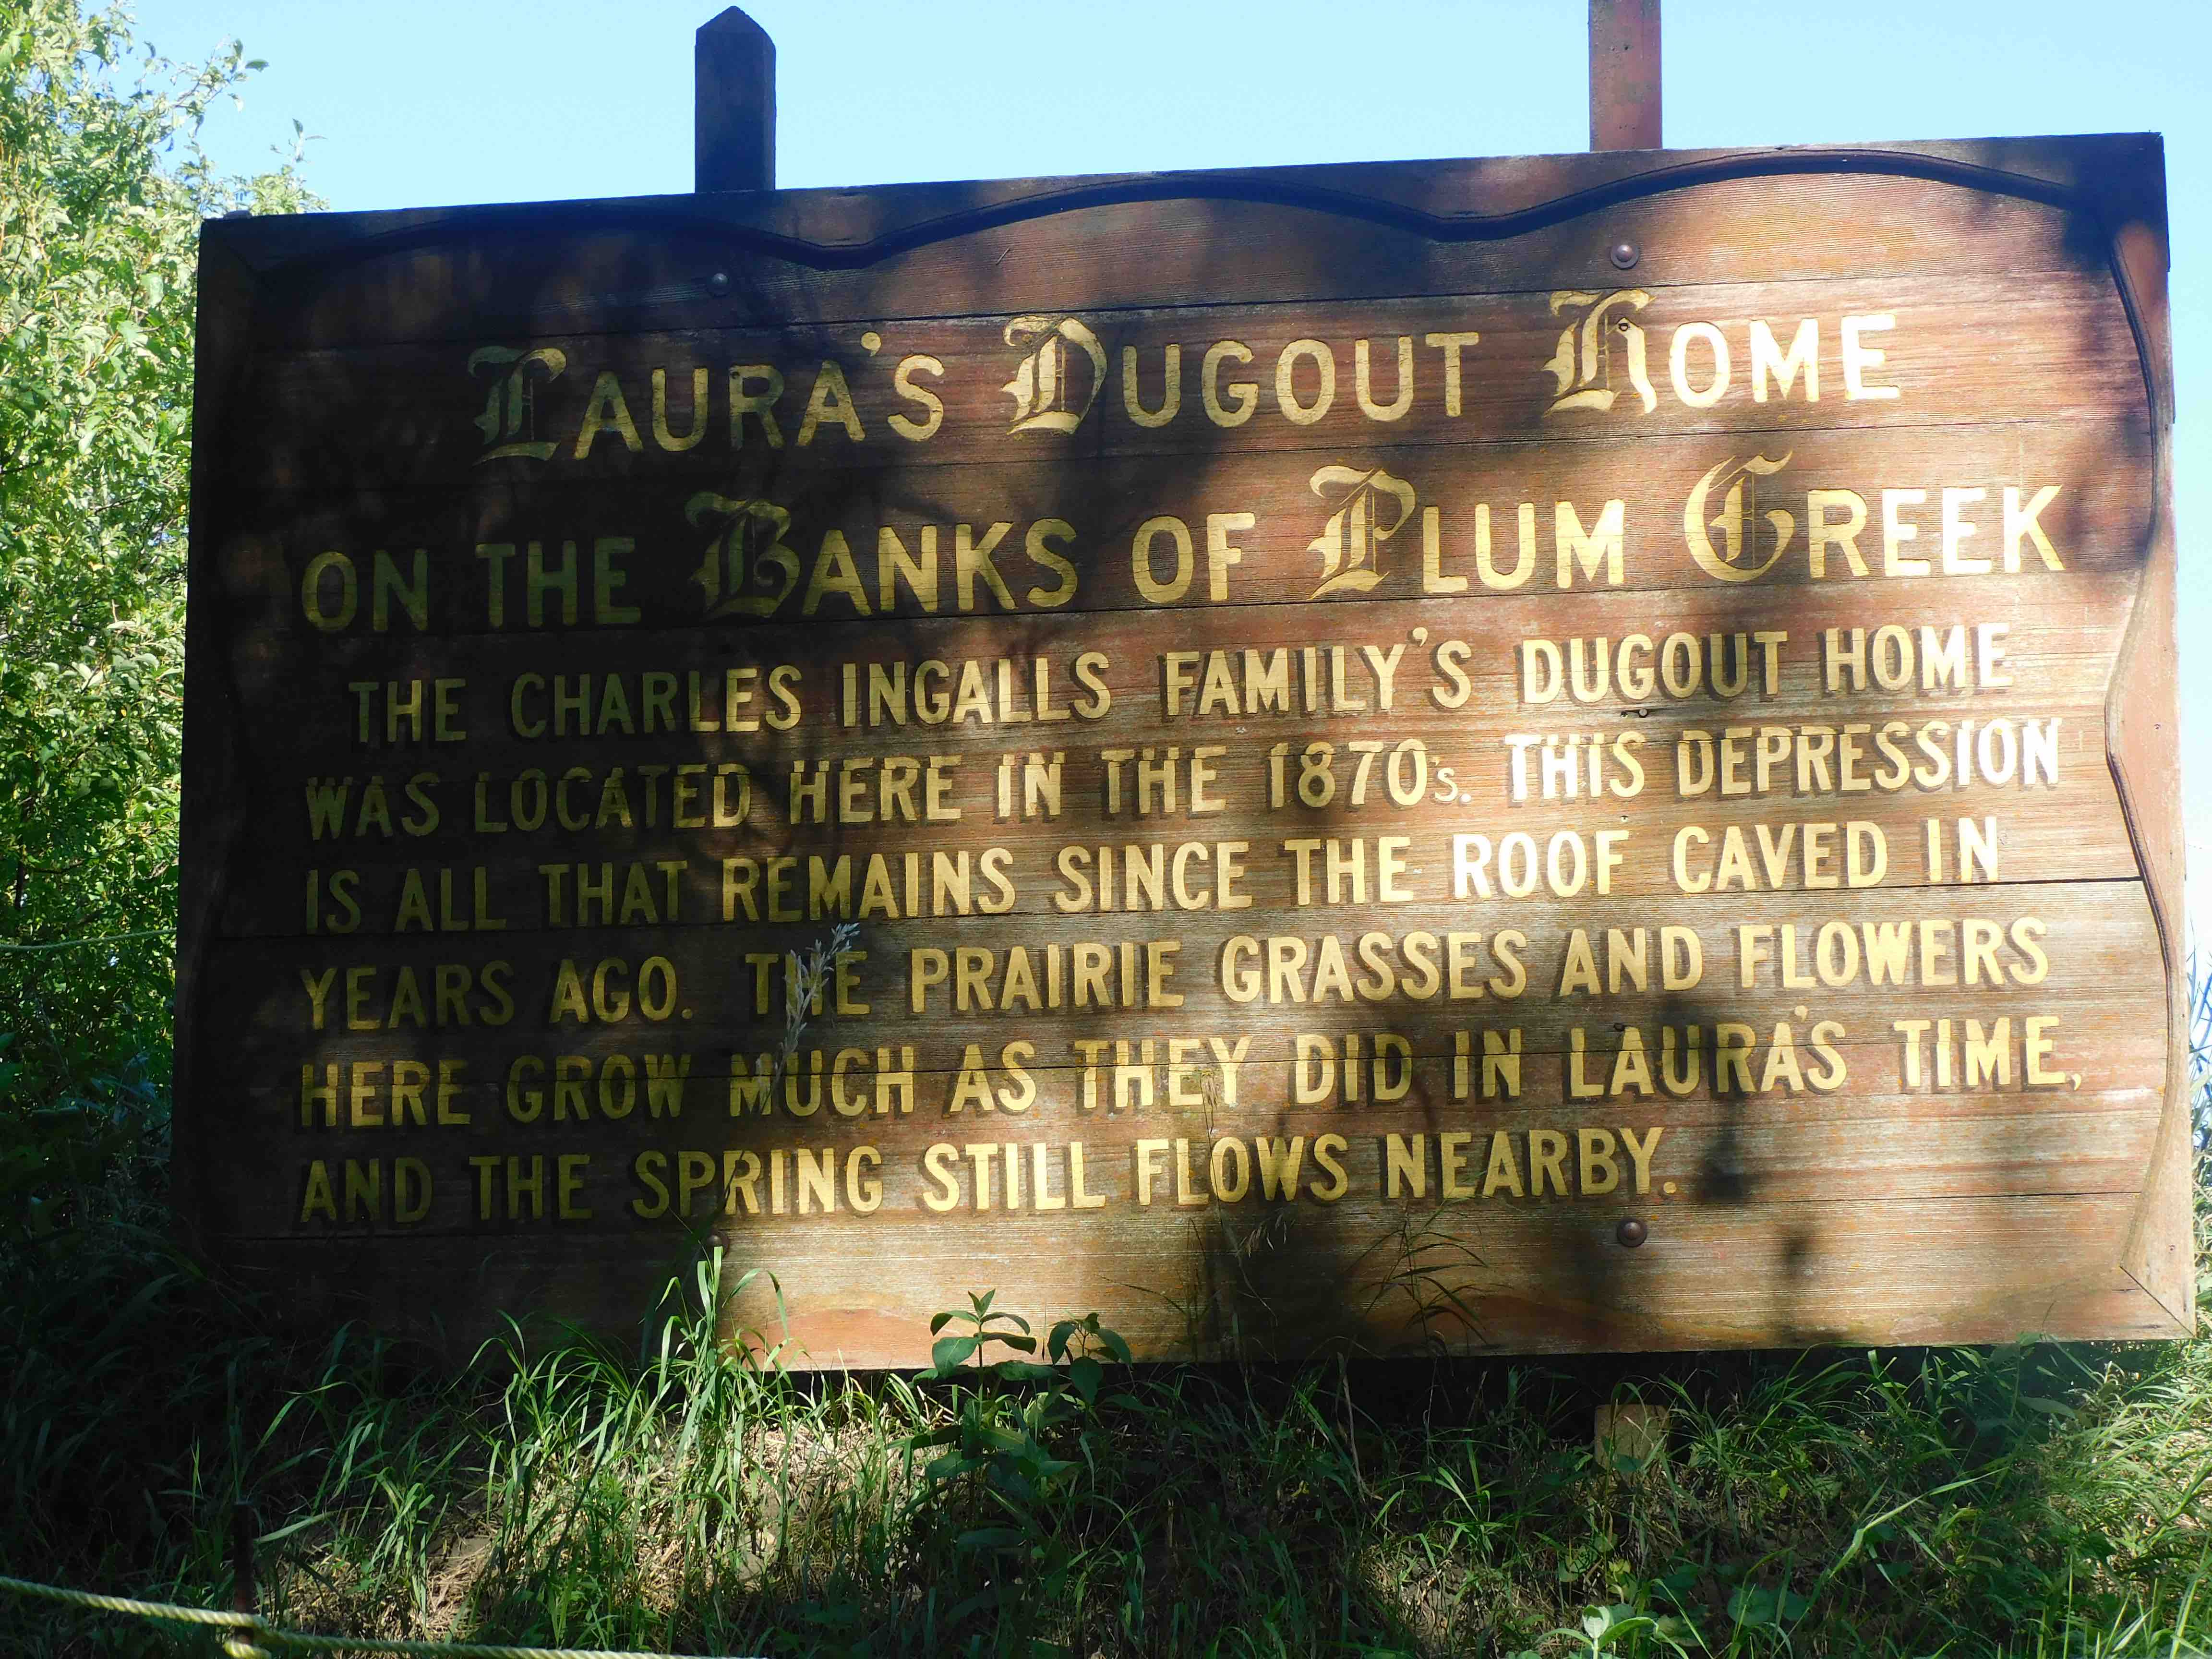 Laura's Dugout Home
on the Banks of Plum Creek
THE CHARLES INGALLS FAMILY'S DUGOUT HOME
WAS LOCATED HERE IN THE 1870's. THIS DEPRESSION
IS ALL THAT REMAINS SINCE THE ROOF CAVED IN
YEARS AGO. THE PRAIRIE GRASSES AND FLOWERS
HERE GROW MUCH AS THEY DID IN LAURA'S TIME,
AND THE SPRING STILL FLOWS NEARBY.